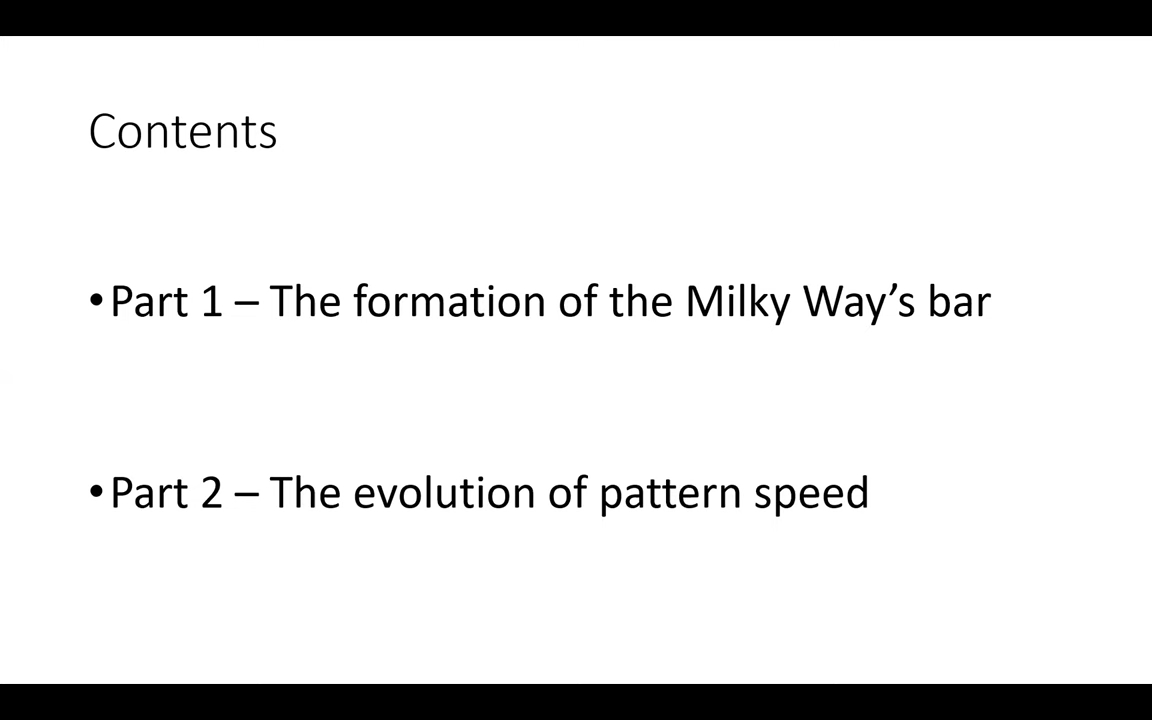 Contents
•Part 1 – The formation of the Milky Way’s bar
•Part 2 – The evolution of pattern speed